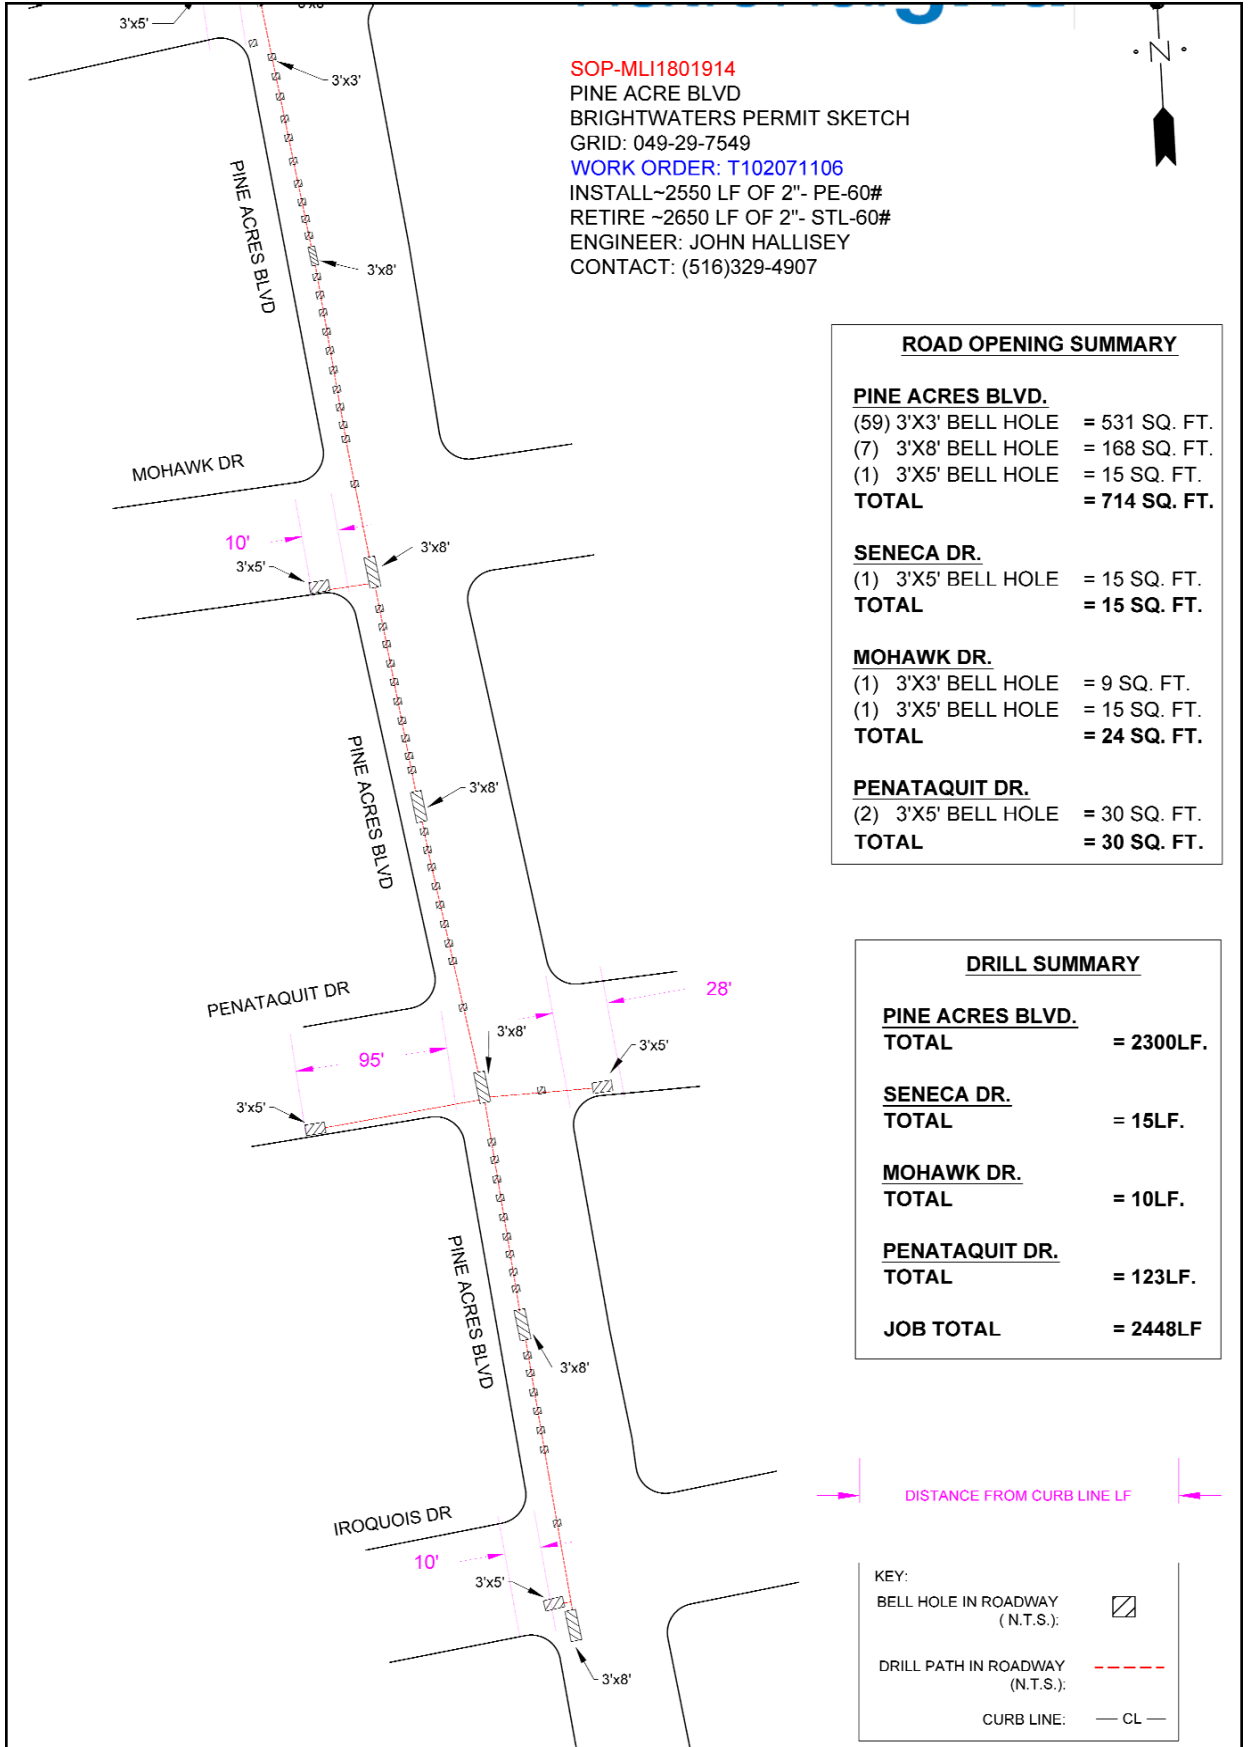 3'x5'
N
3'x3'
SOP-MLI1801914
PINE ACRE BLVD
BRIGHTWATERS PERMIT SKETCH
GRID: 049-29-7549
WORK ORDER: T102071106
INSTALL~2550 LF OF 2"- PE-60#
RETIRE ~2650 LF OF 2"- STL-60#
ENGINEER: JOHN HALLISEY
CONTACT: (516)329-4907
PINE ACRES BLVD
3'x8'
ROAD OPENING SUMMARY
PINE ACRES BLVD.
(59) 3'X3' BELL HOLE = 531 SQ. FT.
(7) 3'X8' BELL HOLE = 168 SQ. FT.
(1) 3'X5' BELL HOLE = 15 SQ. FT.
TOTAL = 714 SQ. FT.
SENECA DR.
(1) 3'X5' BELL HOLE = 15 SQ. FT.
TOTAL = 15 SQ. FT.
MOHAWK DR.
(1) 3'X3' BELL HOLE = 9 SQ. FT.
(1) 3'X5' BELL HOLE = 15 SQ. FT.
TOTAL = 24 SQ. FT.
PENATAQUIT DR.
(2) 3'X5' BELL HOLE = 30 SQ. FT.
TOTAL = 30 SQ. FT.
MOHAWK DR
10'
3'x5'
3'x8'
PINE ACRES BLVD
3'x8'
PENATAQUIT DR
28'
3'x8'
95'
3'x5'
3'x5'
DRILL SUMMARY
PINE ACRES BLVD.
TOTAL = 2300LF.
SENECA DR.
TOTAL = 15LF.
MOHAWK DR.
TOTAL = 10LF.
PENATAQUIT DR.
TOTAL = 123LF.
JOB TOTAL = 2448LF
PINE ACRES BLVD
3'x8'
IROQUOIS DR
10'
3'x5'
3'x8'
DISTANCE FROM CURB LINE LF
KEY:
BELL HOLE IN ROADWAY
( N.T.S.):
DRILL PATH IN ROADWAY
(N.T.S.):
CURB LINE: CL